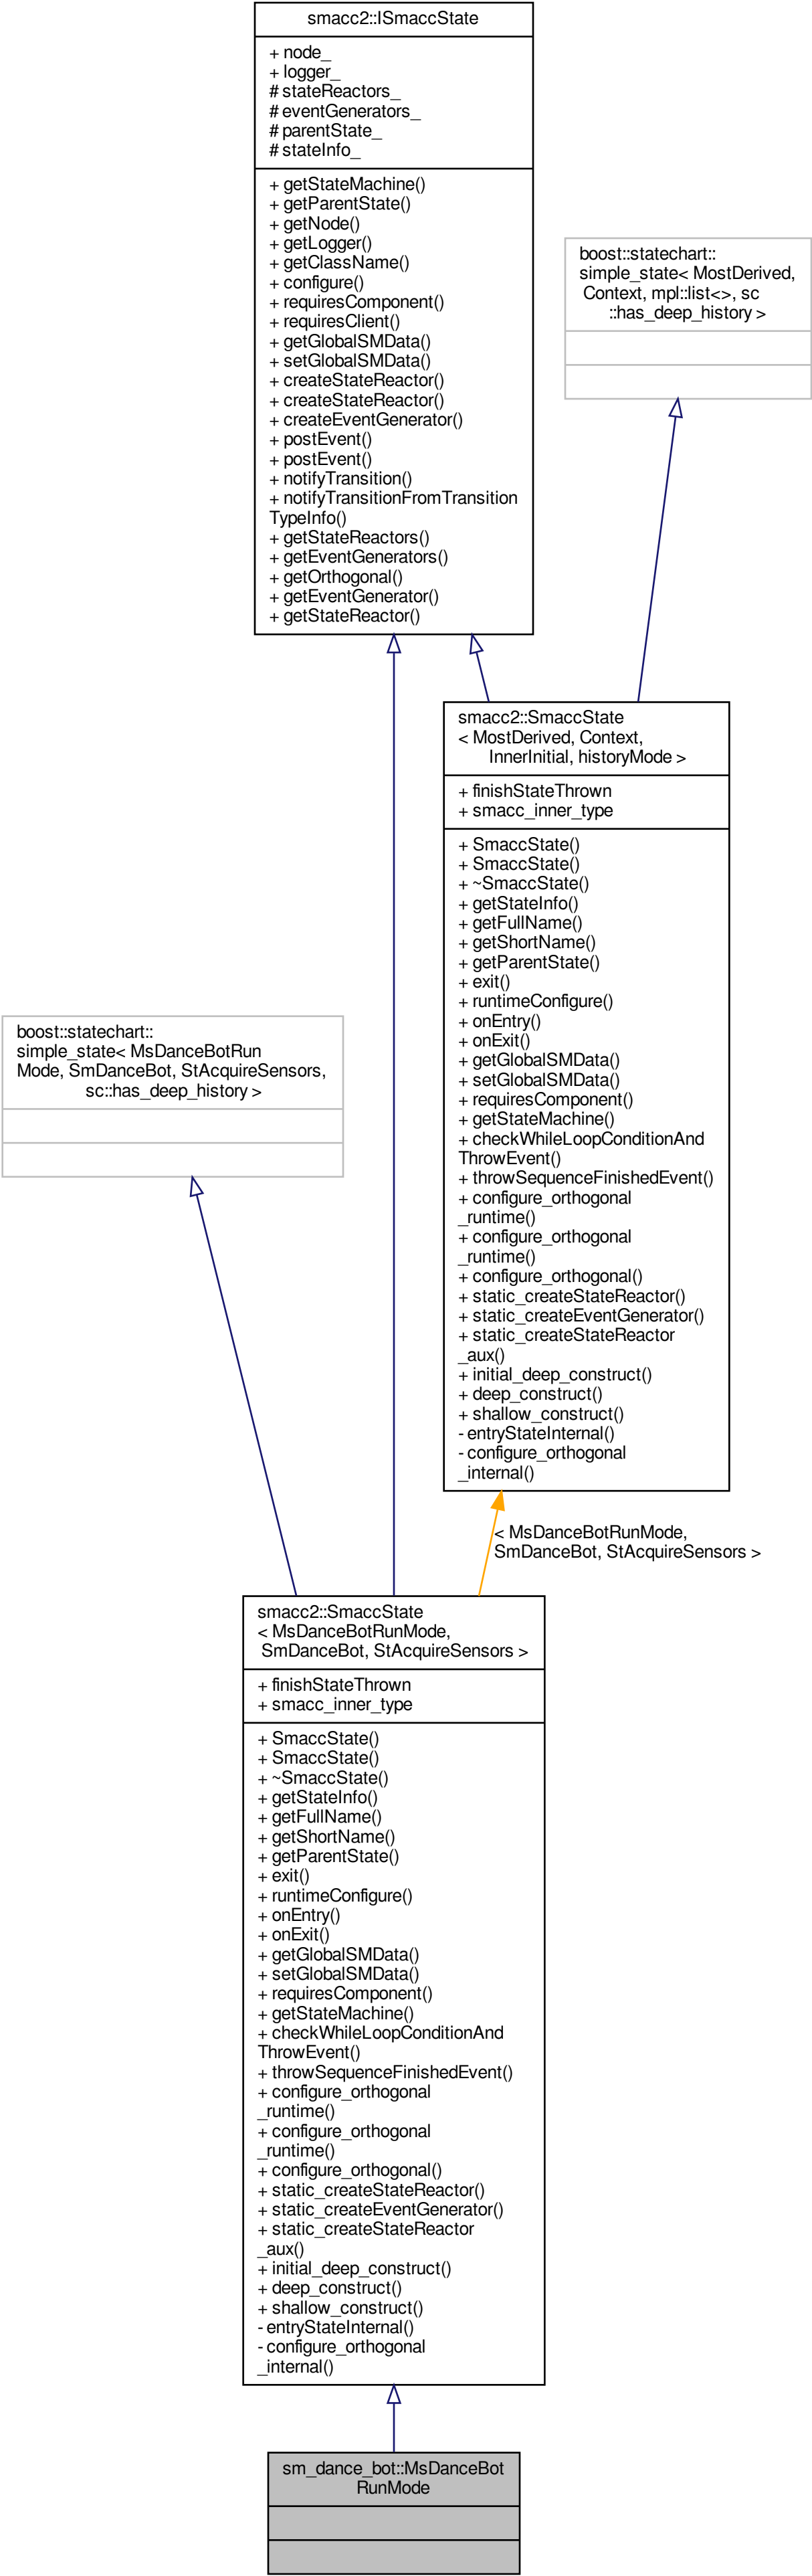 smacc2::ISmaccState
+ node_
+ logger_
# stateReactors_
# eventGenerators_
# parentState_
# stateInfo_
+ getStateMachine()
+ getParentState()
+ getNode()
+ getLogger()
+ getClassName()
+ configure()
+ requiresComponent()
+ requiresClient()
+ getGlobalSMData()
+ setGlobalSMData()
+ createStateReactor()
+ createStateReactor()
+ createEventGenerator()
+ postEvent()
+ postEvent()
+ notifyTransition()
+ notifyTransitionFromTransition
TypeInfo()
+ getStateReactors()
+ getEventGenerators()
+ getOrthogonal()
+ getEventGenerator()
+ getStateReactor()
boost::statechart::
simple_state< MostDerived,
Context, mpl::list<>, sc
::has_deep_history >
smacc2::SmaccState
< MostDerived, Context,
InnerInitial, historyMode >
+ finishStateThrown
+ smacc_inner_type
+ SmaccState()
+ SmaccState()
+ ~SmaccState()
+ getStateInfo()
+ getFullName()
+ getShortName()
+ getParentState()
+ exit()
+ runtimeConfigure()
+ onEntry()
+ onExit()
+ getGlobalSMData()
+ setGlobalSMData()
+ requiresComponent()
+ getStateMachine()
+ checkWhileLoopConditionAnd
ThrowEvent()
+ throwSequenceFinishedEvent()
+ configure_orthogonal
_runtime()
+ configure_orthogonal
_runtime()
+ configure_orthogonal()
+ static_createStateReactor()
+ static_createEventGenerator()
+ static_createStateReactor
_aux()
+ initial_deep_construct()
+ deep_construct()
+ shallow_construct()
- entryStateInternal()
- configure_orthogonal
_internal()
boost::statechart::
simple_state< MsDanceBotRun
Mode, SmDanceBot, StAcquireSensors,
sc::has_deep_history >
< MsDanceBotRunMode,
SmDanceBot, StAcquireSensors >
smacc2::SmaccState
< MsDanceBotRunMode,
SmDanceBot, StAcquireSensors >
+ finishStateThrown
+ smacc_inner_type
+ SmaccState()
+ SmaccState()
+ ~SmaccState()
+ getStateInfo()
+ getFullName()
+ getShortName()
+ getParentState()
+ exit()
+ runtimeConfigure()
+ onEntry()
+ onExit()
+ getGlobalSMData()
+ setGlobalSMData()
+ requiresComponent()
+ getStateMachine()
+ checkWhileLoopConditionAnd
ThrowEvent()
+ throwSequenceFinishedEvent()
+ configure_orthogonal
_runtime()
+ configure_orthogonal
_runtime()
+ configure_orthogonal()
+ static_createStateReactor()
+ static_createEventGenerator()
+ static_createStateReactor
_aux()
+ initial_deep_construct()
+ deep_construct()
+ shallow_construct()
- entryStateInternal()
- configure_orthogonal
_internal()
sm_dance_bot::MsDanceBot
RunMode